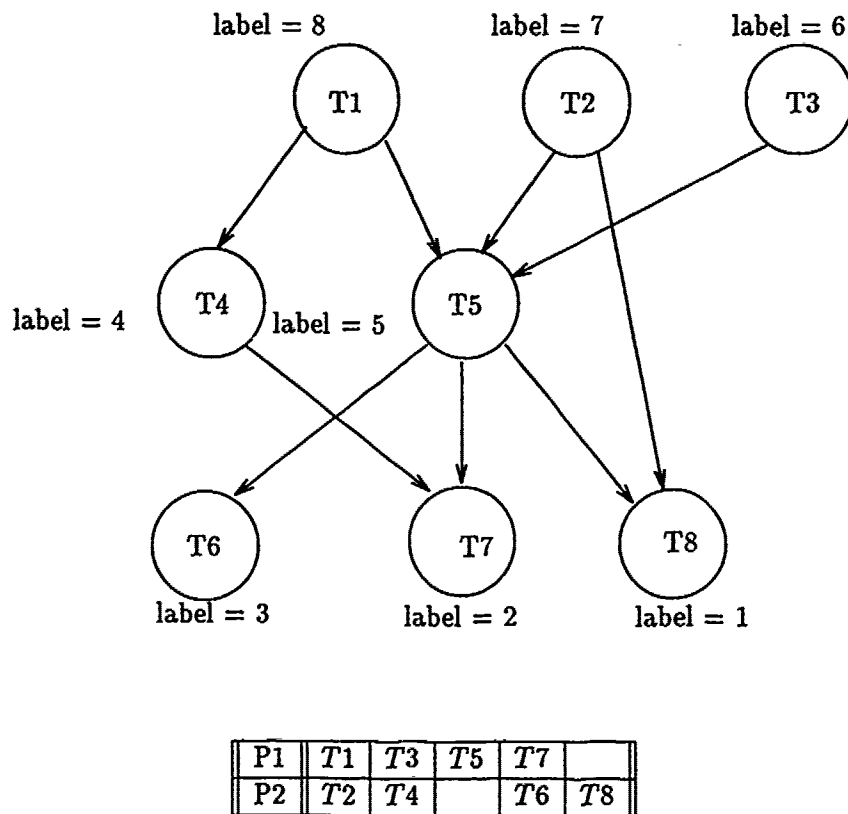 label = 8 label = 7 label = 6
T1 T2 T3
T4 T5
label = 4 label = 5
T6 T7 T8
label = 3 label = 2 label = 1
P1 T1 T3 T5 T7
P2 T2 T4 T6 T8